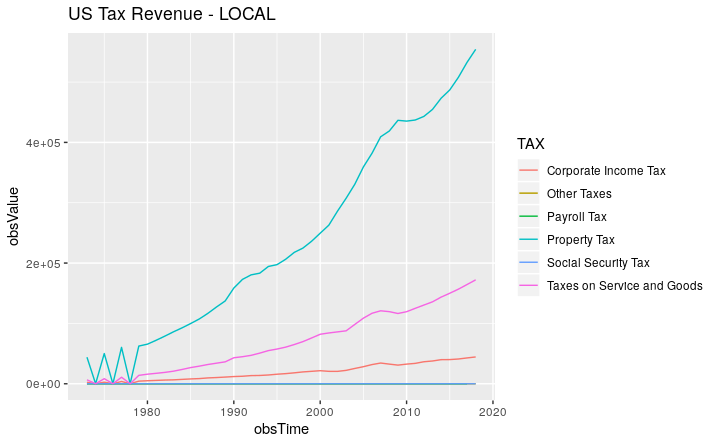 US Tax Revenue - LOCAL
obsValue
4e+05
2e+05
0e+00
1980
1990
2000
2010
2020
obsTime
TAX
Corporate Income Tax
Other Taxes
Payroll Tax
Property Tax
Social Security Tax
Taxes on Service and Goods